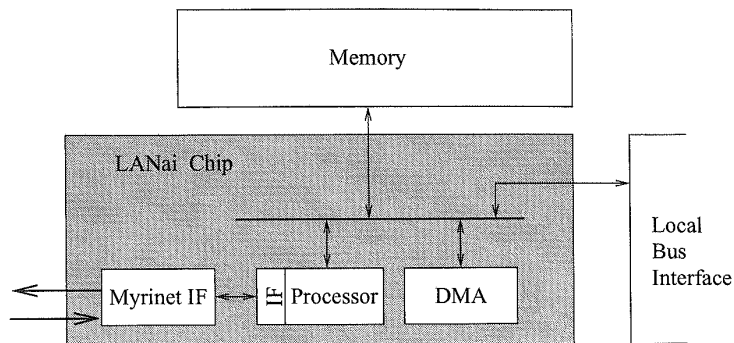 Memory
LANai Chip
Local
Bus
Interface
Myrinet IF
IF
Processor
DMA